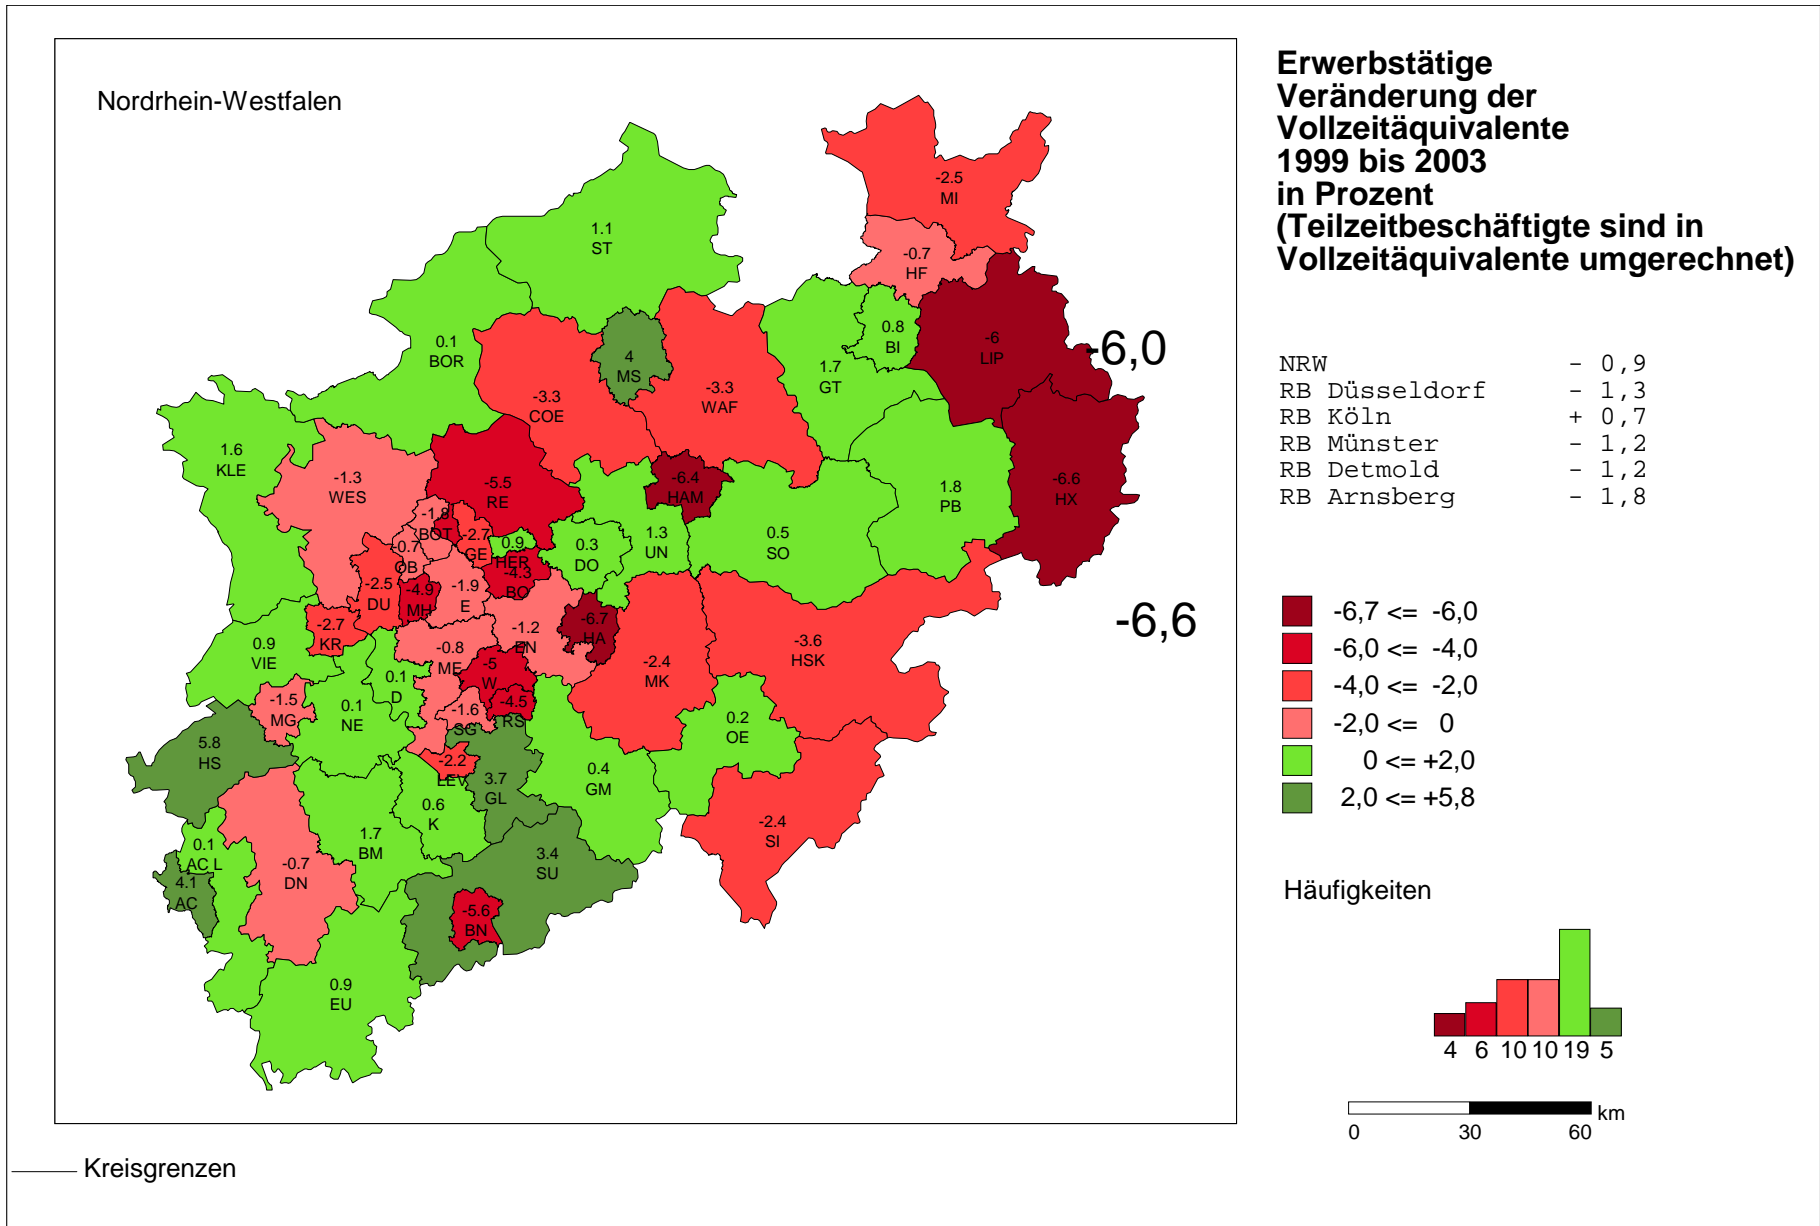 Nordrhein-Westfalen
Erwerbstätige
Veränderung der
Vollzeitäquivalente
1999 bis 2003
in Prozent
(Teilzeitbeschäftigte sind in
Vollzeitäquivalente umgerechnet)
-2.5
MI
1.1
ST
-0.7
HF
0.8
BI
-6
LIP
-6,0
0.1
BOR
4
MS
1.7
GT
-3.3
COE
-3.3
WAF
1.6
KLE
-1.3
WES
-5.5
RE
-6.4
HAM
1.8
PB
-6.6
HX
-1.8
BOT
-2.7
GE
0.9
HER
0.3
DO
1.3
UN
0.5
SO
-0.7
OB
-4.3
BO
-2.5
DU
-4.9
MH
-1.9
E
-6,6
-2.7
KR
-0.8
ME
-1.2
EN
-6.7
HA
-2.4
MK
-3.6
HSK
0.9
VIE
0.1
D
-5
W
-1.5
MG
0.1
NE
-1.6
SG
-4.5
RS
0.2
OE
5.8
HS
-2.2
LEV
3.7
GL
0.4
GM
0.6
K
-2.4
SI
0.1
AC L
-0.7
DN
1.7
BM
3.4
SU
4.1
AC
-5.6
BN
0.9
EU
NRW - 0,9
RB Düsseldorf - 1,3
RB Köln + 0,7
RB Münster - 1,2
RB Detmold - 1,2
RB Arnsberg - 1,8
-6,7 <= -6,0
-6,0 <= -4,0
-4,0 <= -2,0
-2,0 <= 0
0 <= +2,0
2,0 <= +5,8
Häufigkeiten
4 6 10 10 19 5
km
0 30 60
Kreisgrenzen